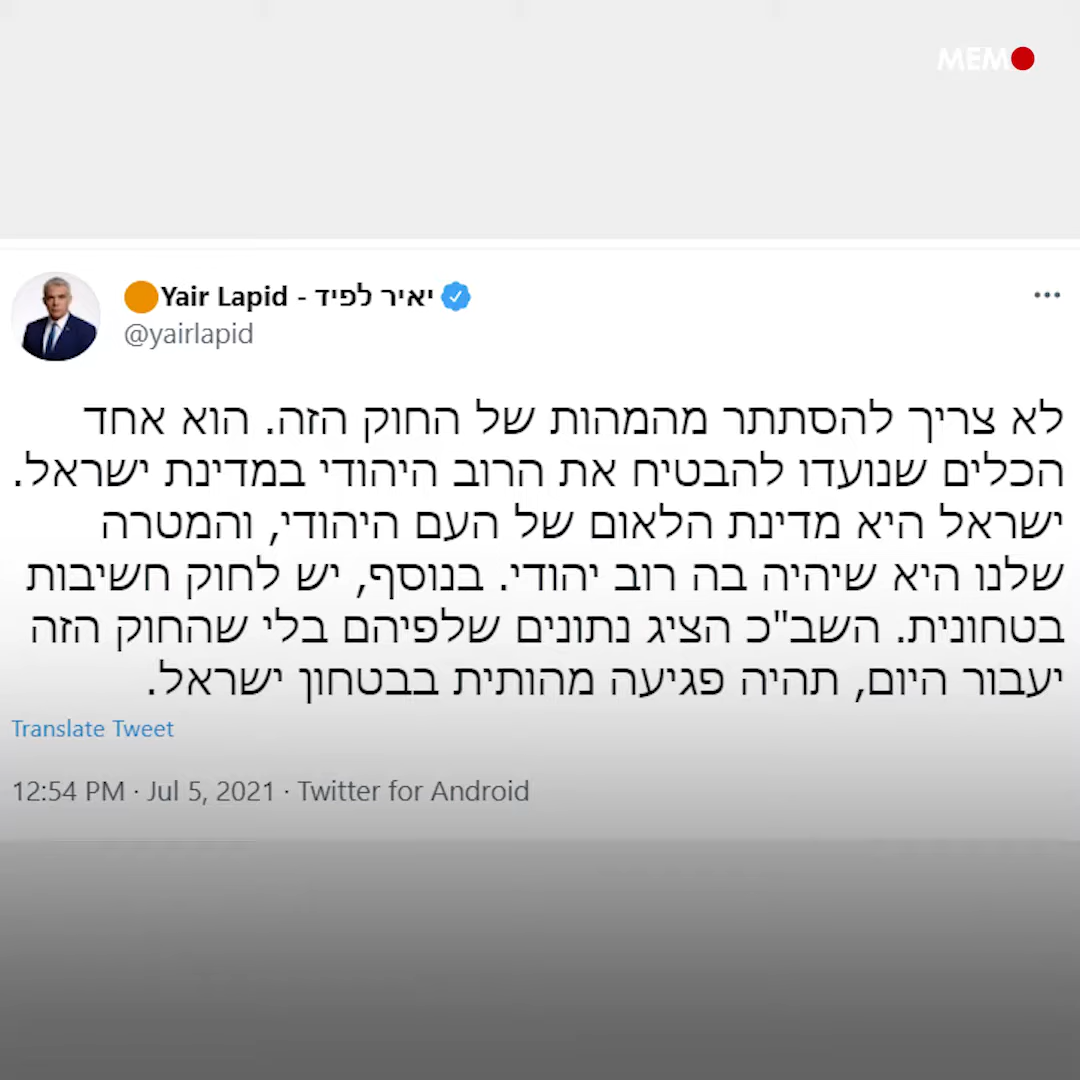 MEMO
Yair Lapid - יאיר לפיד
@yairlapid
לא צריך להסתתר מהמהות של החוק הזה. הוא אחד
הכלים שנועדו להבטיח את הרוב היהודי במדינת ישראל.
ישראל היא מדינת הלאום של העם היהודי, והמטרה
שלנו היא שיהיה בה רוב יהודי. בנוסף, יש לחוק חשיבות
בטחונית. השב"כ הציג נתונים שלפיהם בלי שהחוק הזה
יעבור היום, תהיה פגיעה מהותית בבטחון ישראל.
Translate Tweet
12:54 PM · Jul 5, 2021 · Twitter for Android